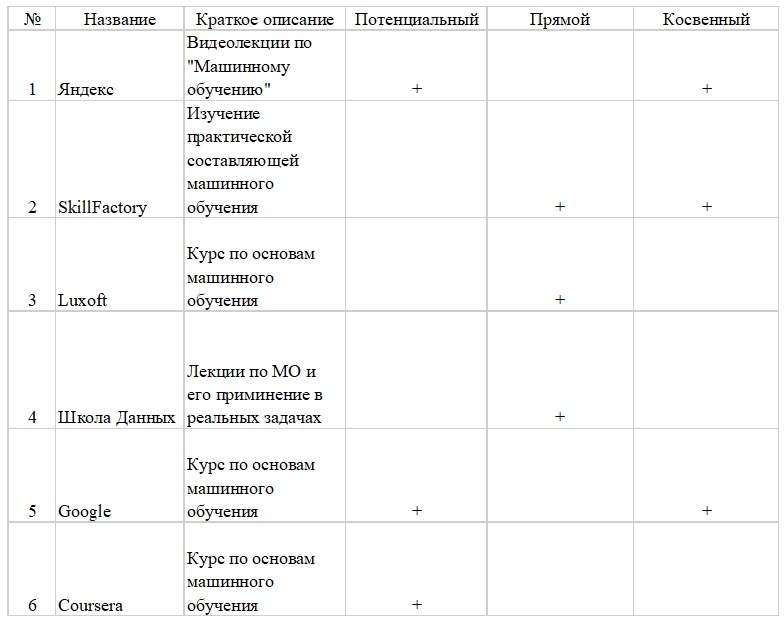 № Название Краткое описание Потенциальный Прямой Косвенный
Видеолекции по
"Машинному
1 Яндекс обучению" + +
Изучение
практической
составляющей
машинного
2 SkillFactory обучения + +
Курс по основам
машинного
3 Luxoft обучения +
Лекции по МО и
его приминение в
4 Школа Данных реальных задачах +
Курс по основам
машинного
5 Google обучения + +
Курс по основам
машинного
6 Coursera обучения +